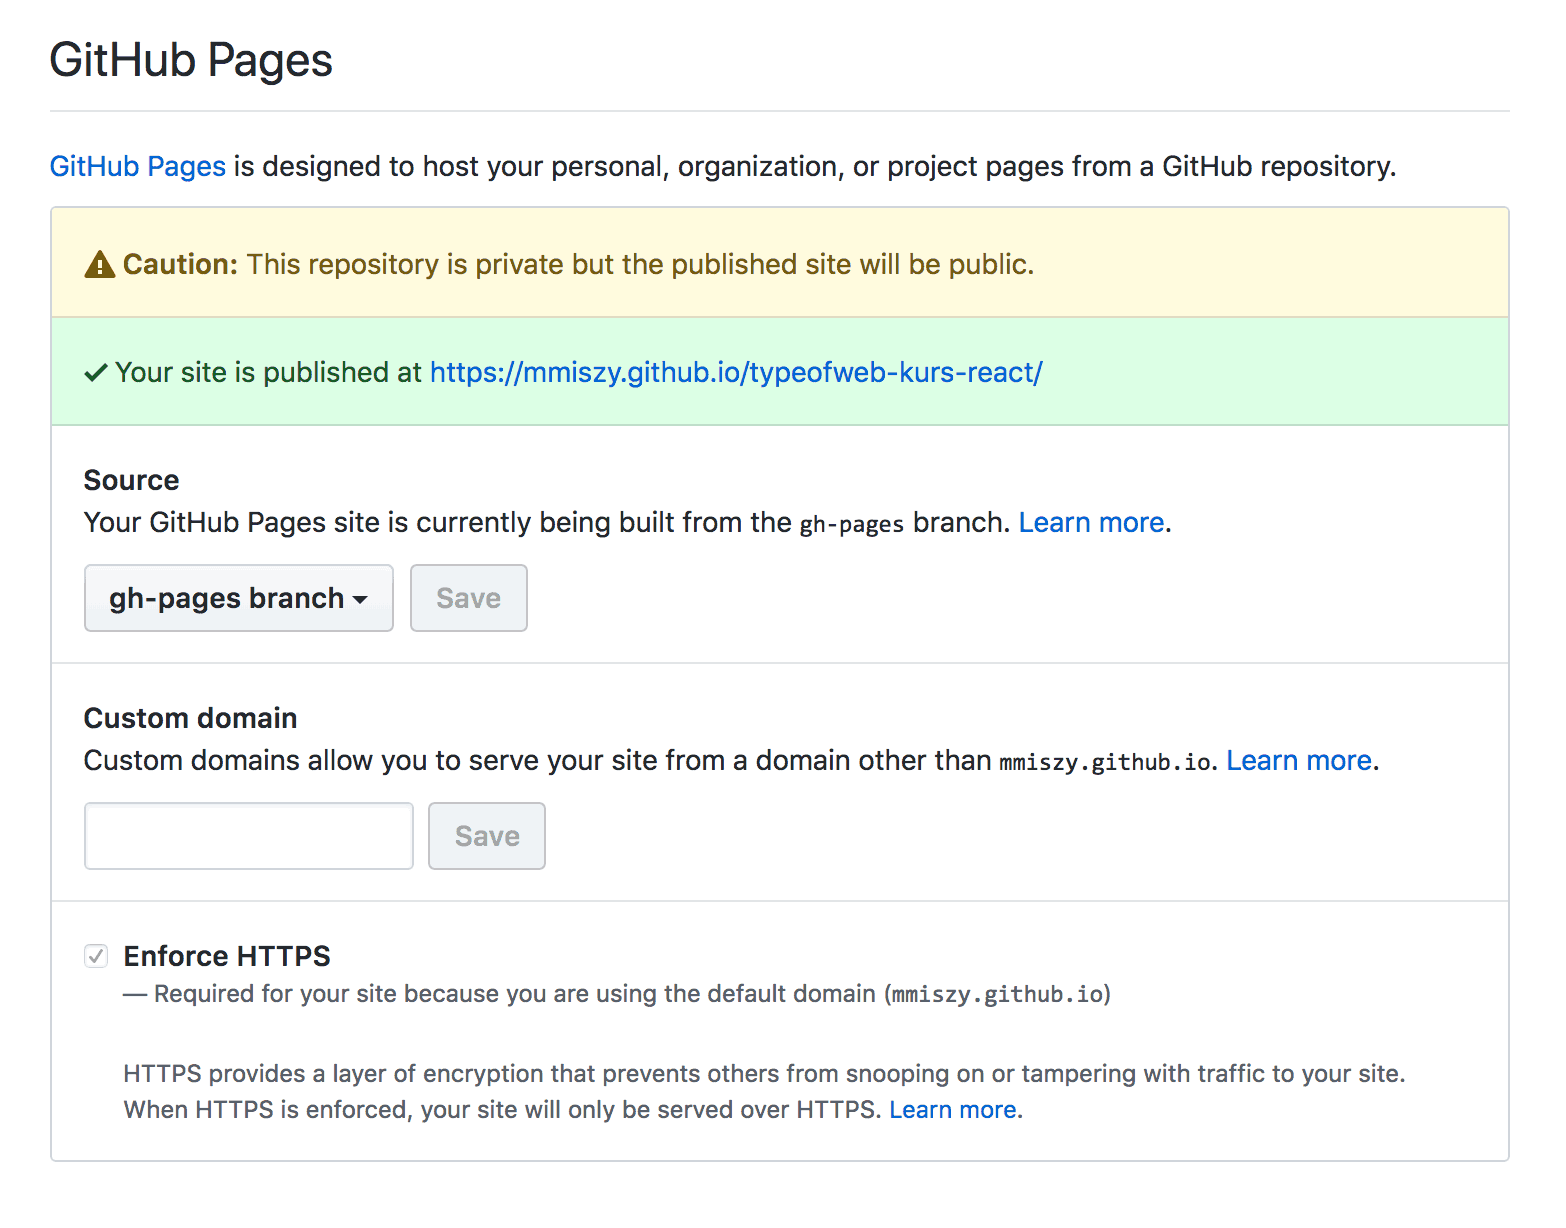 GitHub Pages
GitHub Pages is designed to host your personal, organization, or project pages from a GitHub repository.
Caution: This repository is private but the published site will be public.
Your site is published at https://mmiszy.github.io/typeofweb-kurs-react/
Source
Your GitHub Pages site is currently being built from the gh-pages branch. Learn more.
gh-pages branch Save
Custom domain
Custom domains allow you to serve your site from a domain other than mmiszy.github.io. Learn more.
Save
Enforce HTTPS
— Required for your site because you are using the default domain (mmiszy.github.io)
HTTPS provides a layer of encryption that prevents others from snooping on or tampering with traffic to your site.
When HTTPS is enforced, your site will only be served over HTTPS. Learn more.